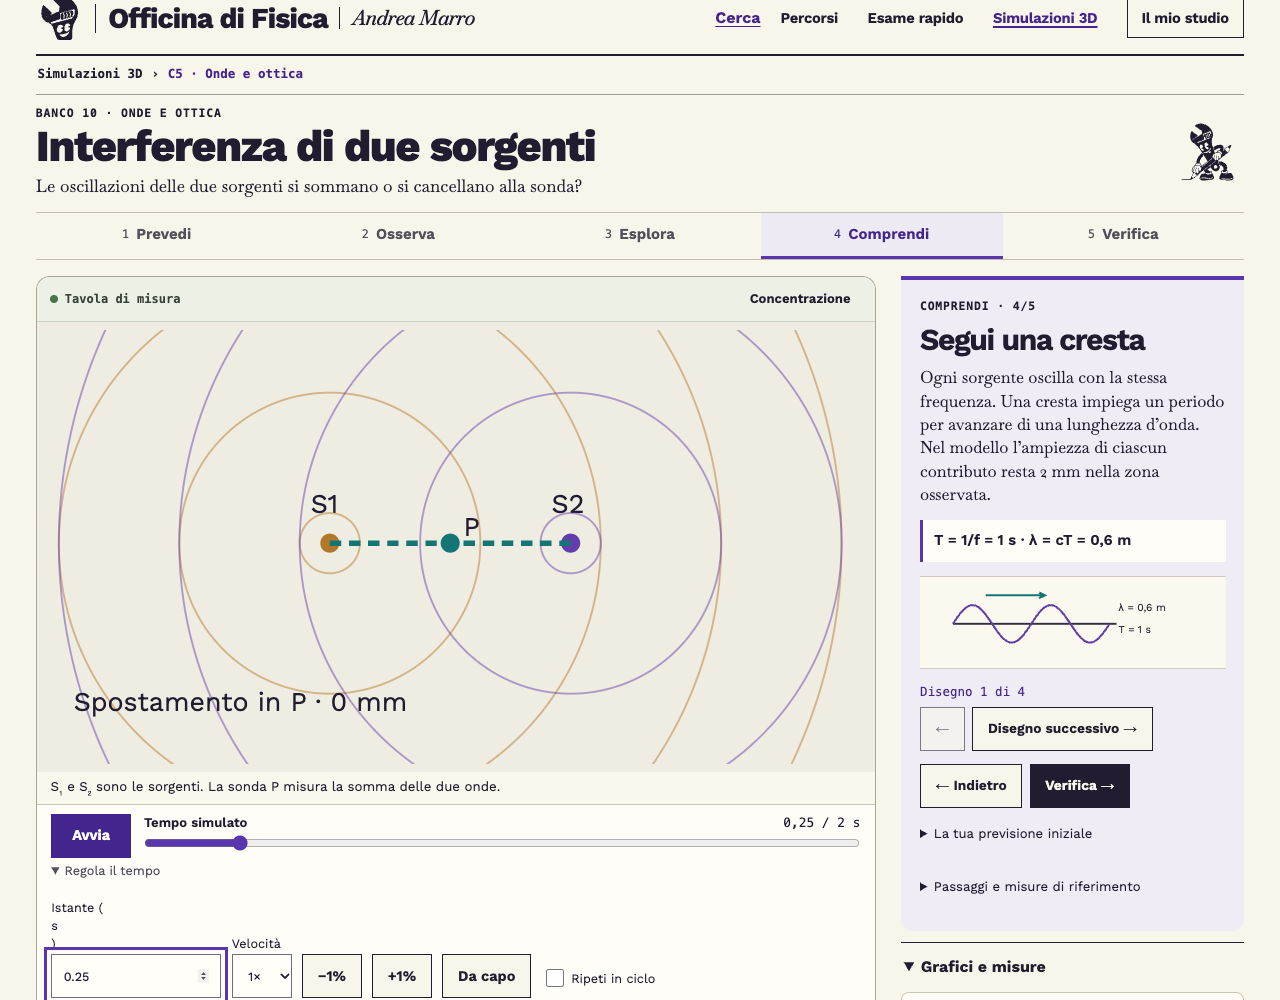 Officina di Fisica
Andrea Marro
Cerca
Percorsi
Esame rapido
Simulazioni 3D
Il mio studio
Simulazioni 3D › C5 · Onde e ottica
BANCO 10 · ONDE E OTTICA
Interferenza di due sorgenti
Le oscillazioni delle due sorgenti si sommano o si cancellano alla sonda?
1 Prevedi
2 Osserva
3 Esplora
4 Comprendi
5 Verifica
Tavola di misura
Concentrazione
S1
S2
P
Spostamento in P · 0 mm
S₁ e S₂ sono le sorgenti. La sonda P misura la somma delle due onde.
Avvia
Tempo simulato
0,25 / 2 s
▼ Regola il tempo
Istante (
s
)
Velocità
0.25
1×
−1%
+1%
Da capo
Ripeti in ciclo
COMPRENDI · 4/5
Segui una cresta
Ogni sorgente oscilla con la stessa
frequenza. Una cresta impiega un periodo
per avanzare di una lunghezza d’onda.
Nel modello l’ampiezza di ciascun
contributo resta 2 mm nella zona
osservata.
T = 1/f = 1 s · λ = cT = 0,6 m
λ = 0,6 m
T = 1 s
Disegno 1 di 4
←
Disegno successivo →
← Indietro
Verifica →
▶ La tua previsione iniziale
▶ Passaggi e misure di riferimento
▼ Grafici e misure